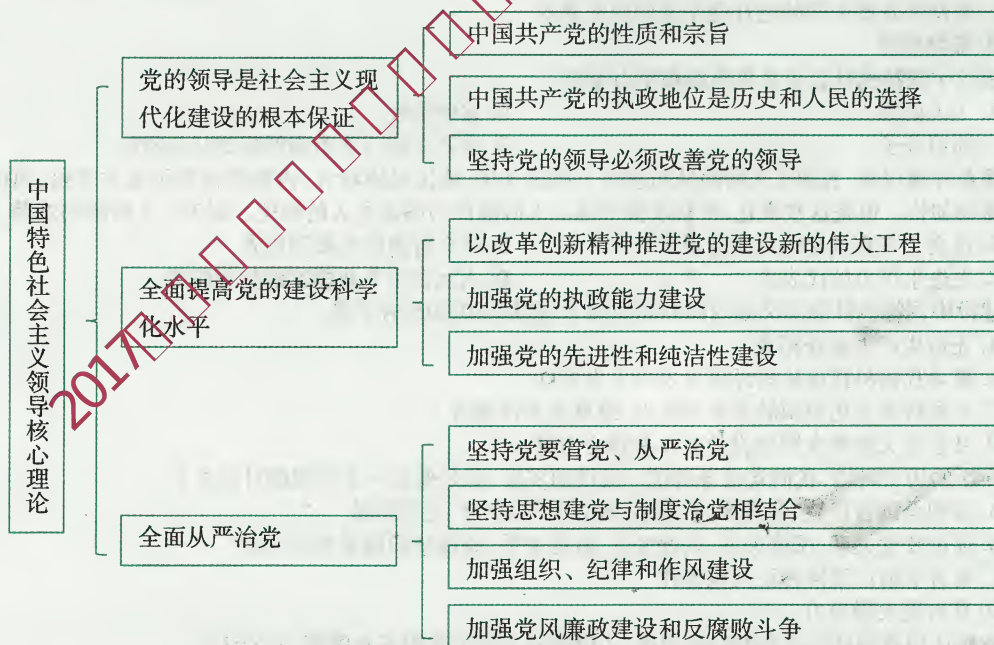 中国特色社会主义领导核心理论
党的领导是社会主义现
代化建设的根本保证
中国共产党的性质和宗旨
中国共产党的执政地位是历史和人民的选择
坚持党的领导必须改善党的领导
全面提高党的建设科学
化水平
以改革创新精神推进党的建设新的伟大工程
加强党的执政能力建设
加强党的先进性和纯洁性建设
全面从严治党
坚持党要管党、从严治党
坚持思想建党与制度治党相结合
加强组织、纪律和作风建设
加强党风廉政建设和反腐败斗争
2017